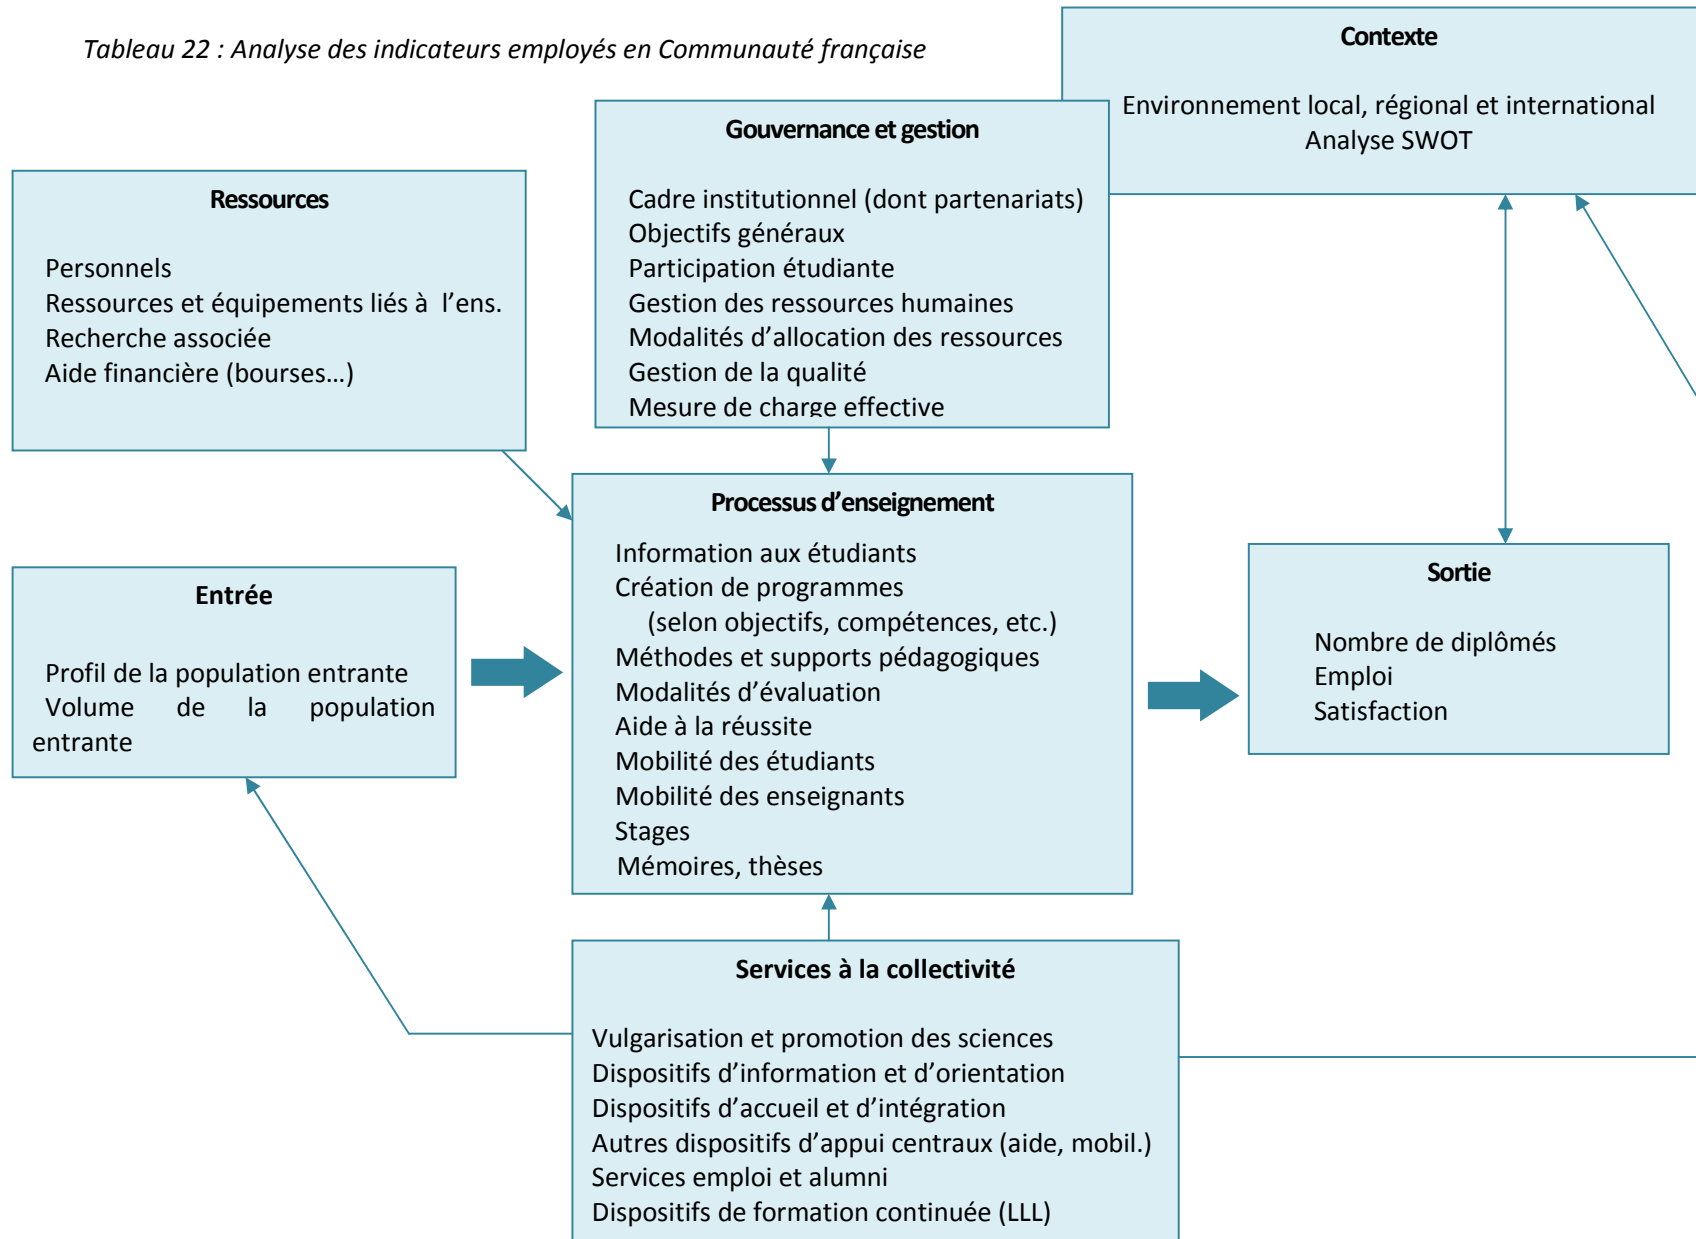 Tableau 22 : Analyse des indicateurs employés en Communauté française
Contexte
Environnement local, régional et international
Analyse SWOT
Gouvernance et gestion
Cadre institutionnel (dont partenariats)
Objectifs généraux
Participation étudiante
Gestion des ressources humaines
Modalités d’allocation des ressources
Gestion de la qualité
Mesure de charge effective
Ressources
Personnels
Ressources et équipements liés à l’ens.
Recherche associée
Aide financière (bourses…)
Processus d’enseignement
Information aux étudiants
Création de programmes
(selon objectifs, compétences, etc.)
Méthodes et supports pédagogiques
Modalités d’évaluation
Aide à la réussite
Mobilité des étudiants
Mobilité des enseignants
Stages
Mémoires, thèses
Entrée
Profil de la population entrante
Volume de la population
entrante
Sortie
Nombre de diplômés
Emploi
Satisfaction
Services à la collectivité
Vulgarisation et promotion des sciences
Dispositifs d’information et d’orientation
Dispositifs d’accueil et d’intégration
Autres dispositifs d’appui centraux (aide, mobil.)
Services emploi et alumni
Dispositifs de formation continuée (LLL)